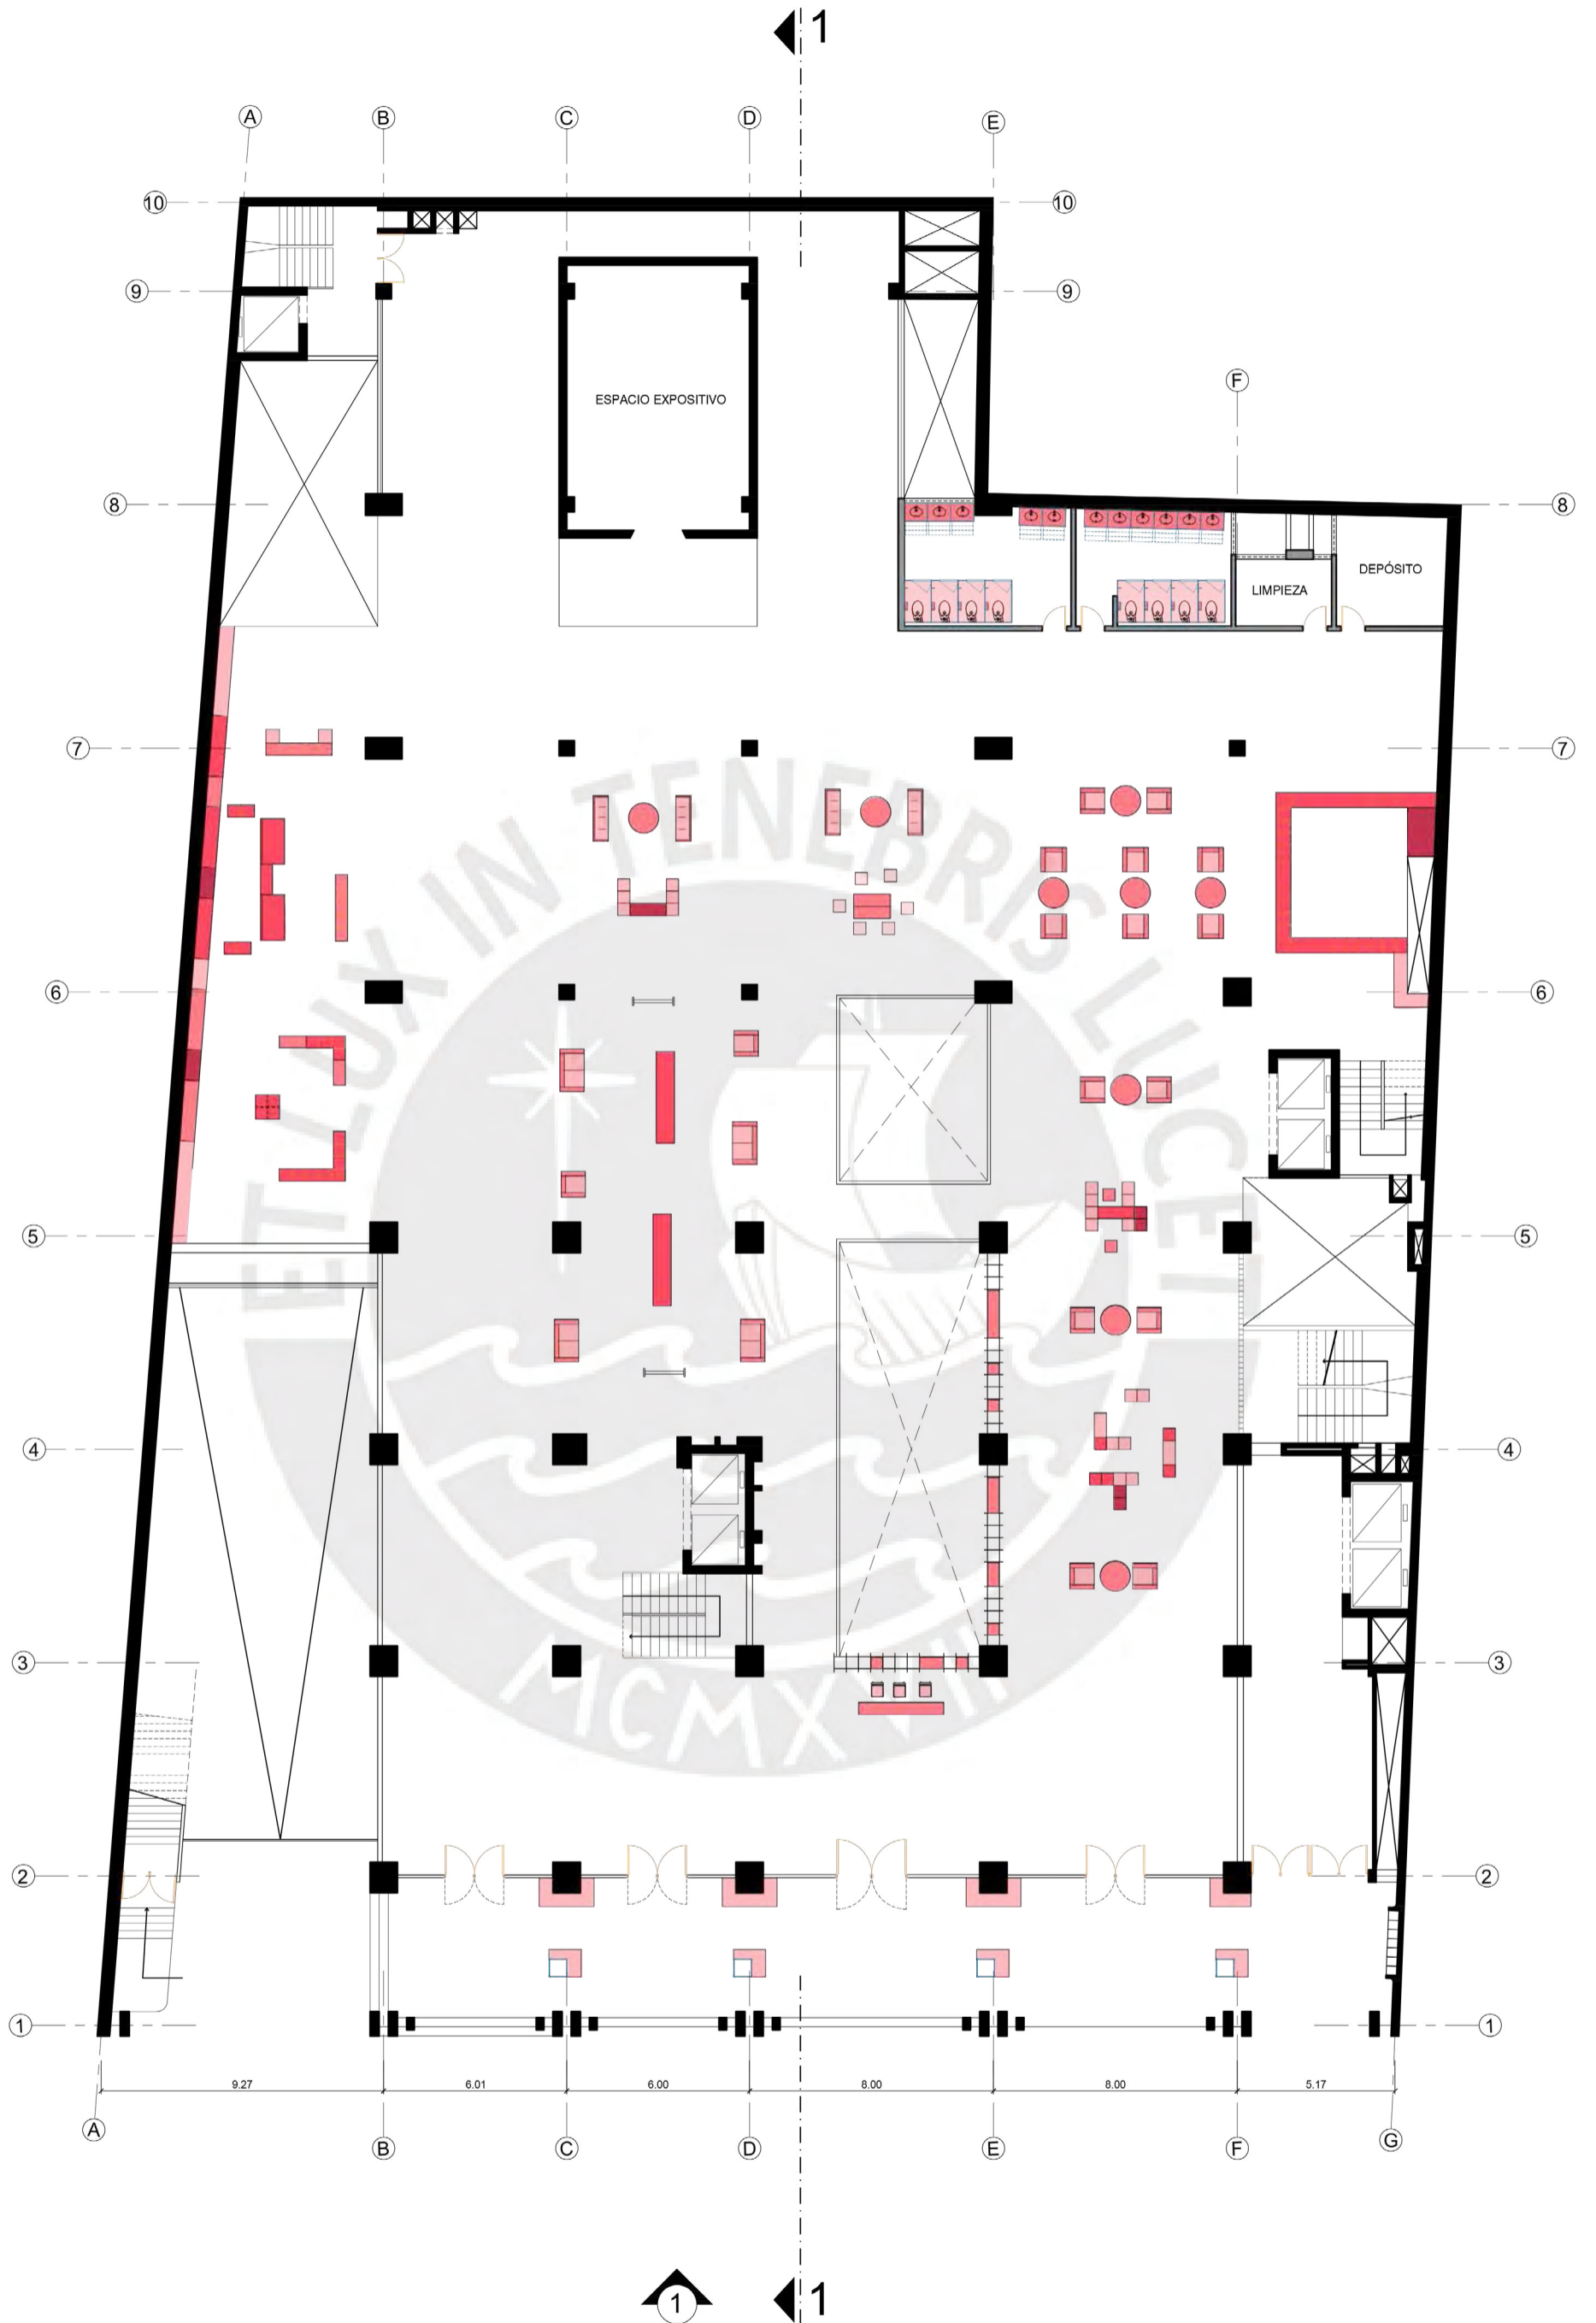 1
A B C D E
10 10
9 9
F
ESPACIO EXPOSITIVO
8 8
DEPÓSITO
LIMPIEZA
7 7
ET LUX IN TENEBRIS LUCET
6 6
5 5
4 4
3 3
MCMXVII
2 2
1 1
9.27 6.01 6.00 8.00 8.00 5.17
A B C D E F G
1 1